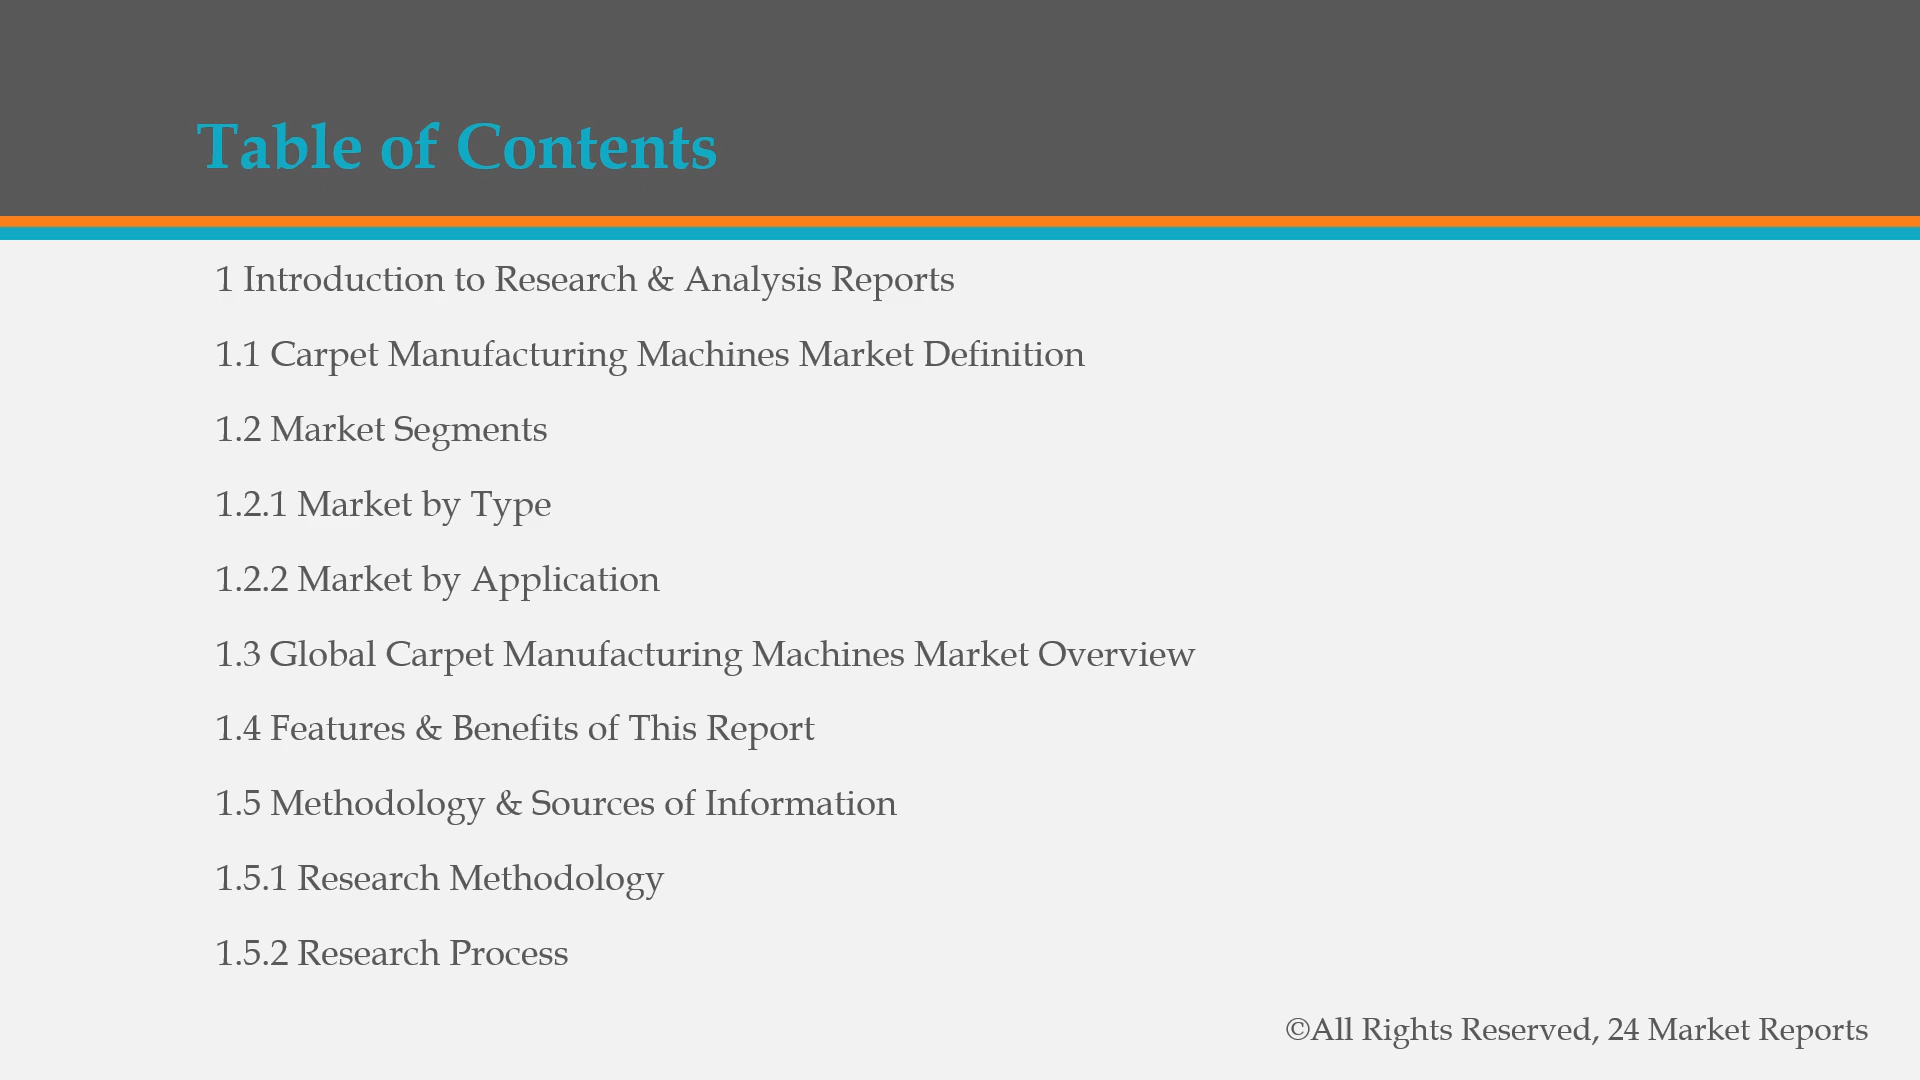 Table of Contents
1 Introduction to Research & Analysis Reports
1.1 Carpet Manufacturing Machines Market Definition
1.2 Market Segments
1.2.1 Market by Type
1.2.2 Market by Application
1.3 Global Carpet Manufacturing Machines Market Overview
1.4 Features & Benefits of This Report
1.5 Methodology & Sources of Information
1.5.1 Research Methodology
1.5.2 Research Process
©All Rights Reserved, 24 Market Reports